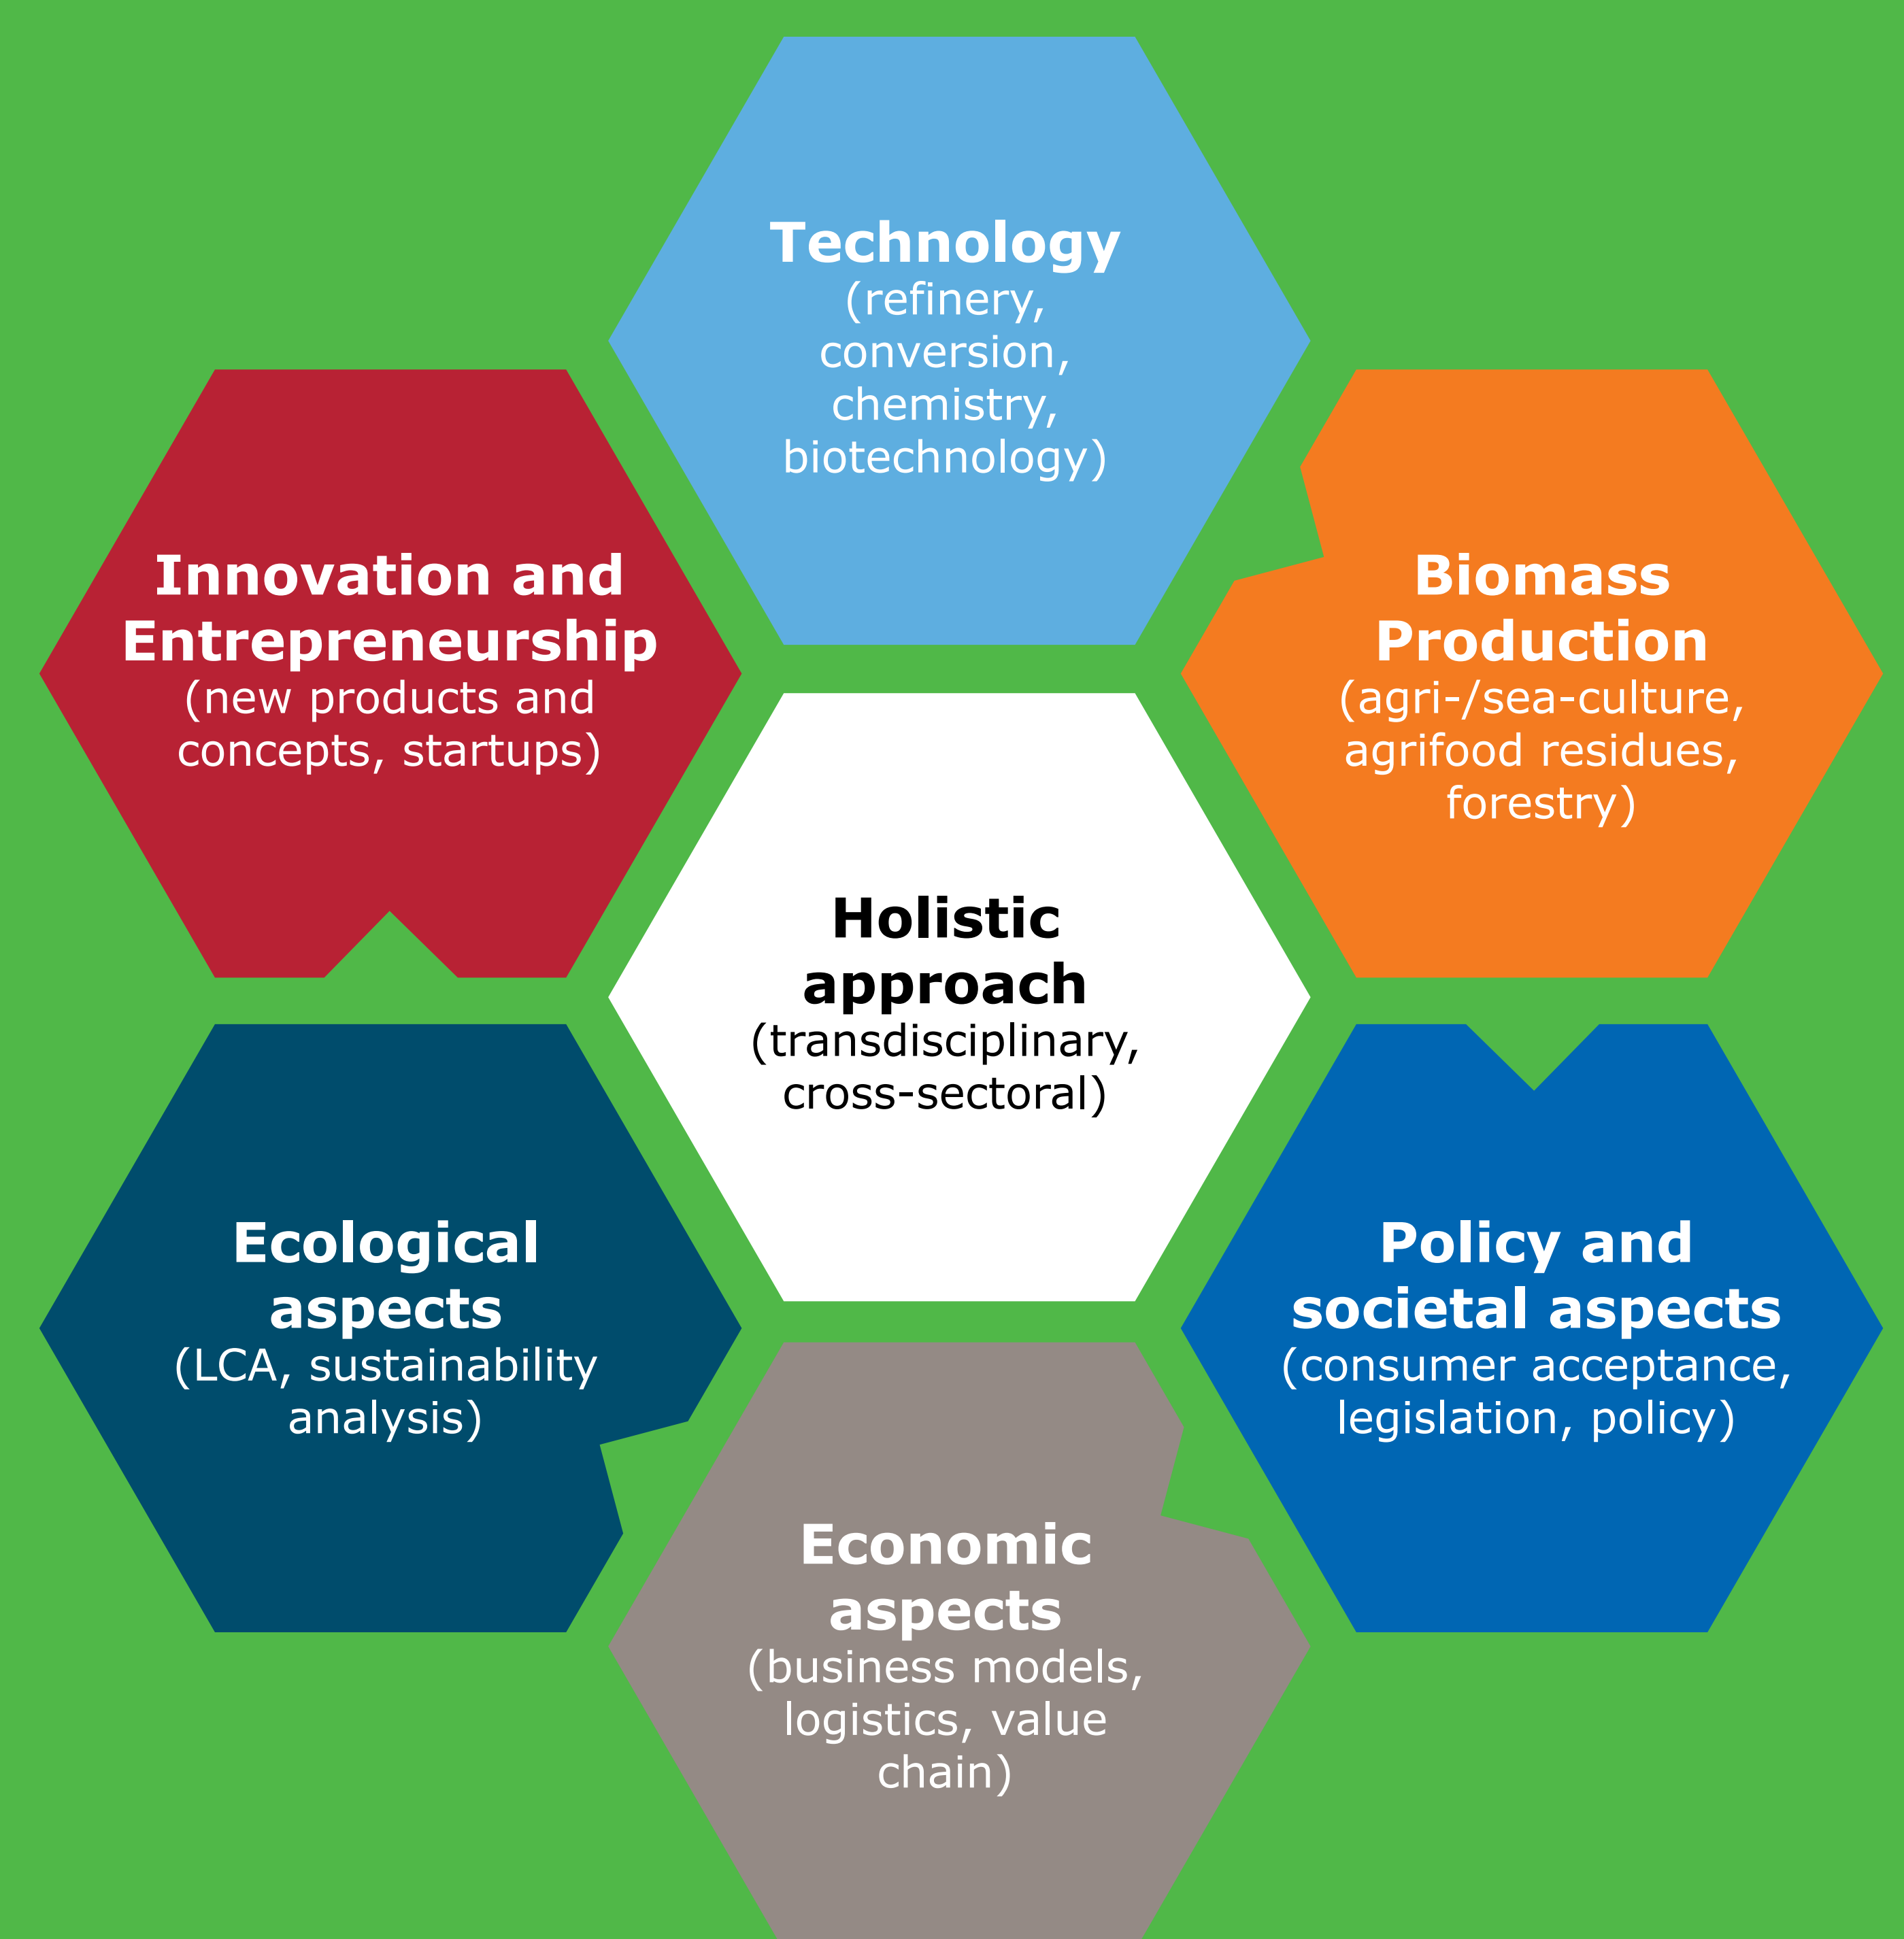 Technology
(refinery,
conversion,
chemistry,
biotechnology)
Innovation and
Entrepreneurship
(new products and
concepts, startups)
Biomass
Production
(agri-/sea-culture,
agrifood residues,
forestry)
Holistic
approach
(transdisciplinary,
cross-sectoral)
Ecological
aspects
(LCA, sustainability
analysis)
Policy and
societal aspects
(consumer acceptance,
legislation, policy)
Economic
aspects
(business models,
logistics, value
chain)